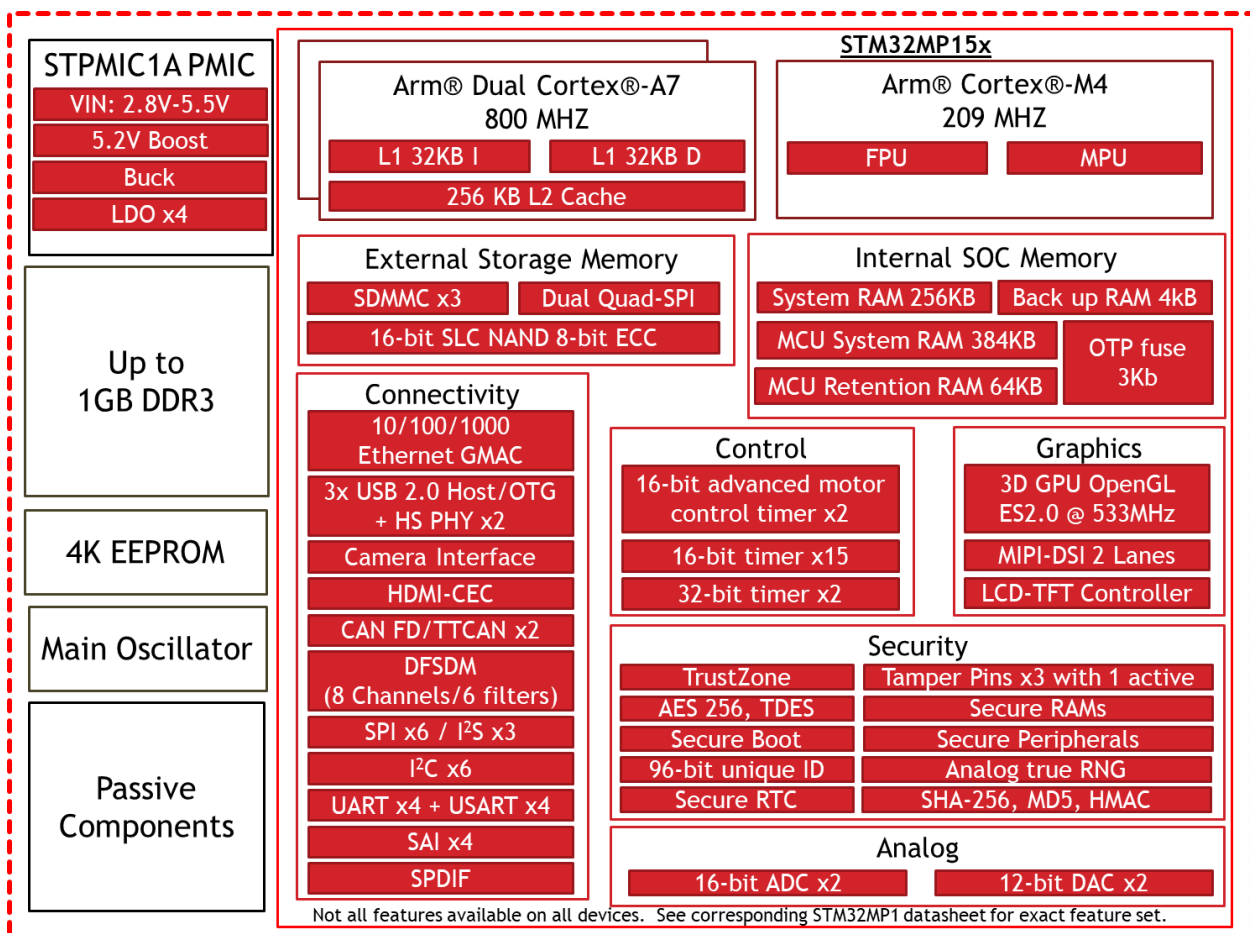 STPMIC1A PMIC
VIN: 2.8V-5.5V
5.2V Boost
Buck
LDO x4
Up to
1GB DDR3
4K EEPROM
Main Oscillator
Passive
Components
STM32MP15x
Arm® Dual Cortex®-A7
800 MHZ
L1 32KB I
L1 32KB D
256 KB L2 Cache
Arm® Cortex®-M4
209 MHZ
FPU
MPU
External Storage Memory
SDMMC x3
Dual Quad-SPI
16-bit SLC NAND 8-bit ECC
Internal SOC Memory
System RAM 256KB
Back up RAM 4kB
MCU System RAM 384KB
MCU Retention RAM 64KB
OTP fuse
3Kb
Connectivity
10/100/1000
Ethernet GMAC
3x USB 2.0 Host/OTG
+ HS PHY x2
Camera Interface
HDMI-CEC
CAN FD/TTCAN x2
DFSDM
(8 Channels/6 filters)
SPI x6 / I²S x3
I²C x6
UART x4 + USART x4
SAI x4
SPDIF
Control
16-bit advanced motor
control timer x2
16-bit timer x15
32-bit timer x2
Graphics
3D GPU OpenGL
ES2.0 @ 533MHz
MIPI-DSI 2 Lanes
LCD-TFT Controller
Security
TrustZone
Tamper Pins x3 with 1 active
AES 256, TDES
Secure RAMs
Secure Boot
Secure Peripherals
96-bit unique ID
Analog true RNG
Secure RTC
SHA-256, MD5, HMAC
Analog
16-bit ADC x2
12-bit DAC x2
Not all features available on all devices. See corresponding STM32MP1 datasheet for exact feature set.